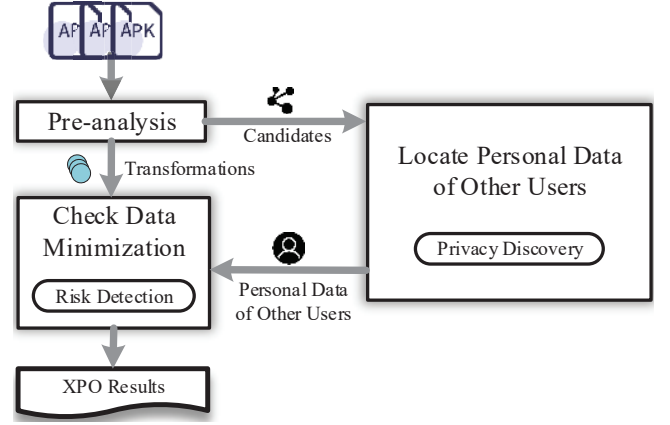 AP AP APK
Pre-analysis
Candidates
Transformations
Locate Personal Data
of Other Users
Privacy Discovery
Check Data
Minimization
Risk Detection
Personal Data
of Other Users
XPO Results